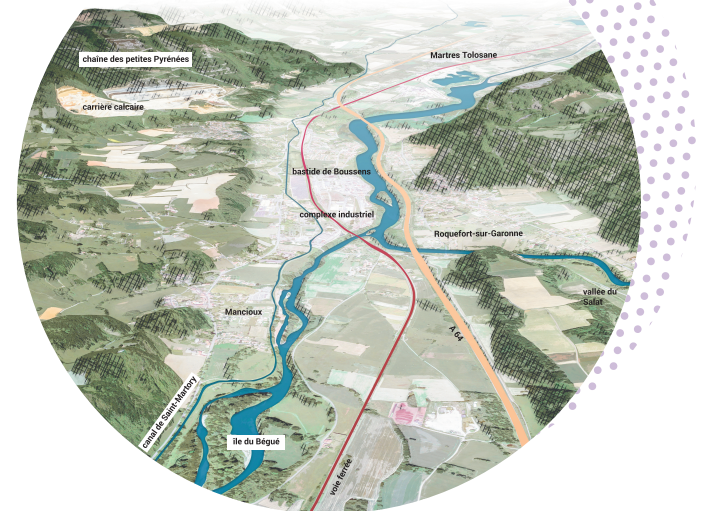 Martres Tolosane
chaîne des petites Pyrénées
carrière calcaire
bastide de Boussens
complexe industriel
Roquefort-sur-Garonne
vallée du
Salat
Mancioux
A 64
canal de Saint-Martory
île du Bégué
voie ferrée